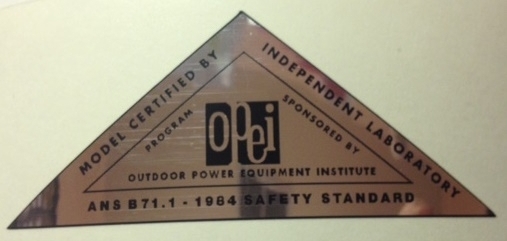 MODEL CERTIFIED BY
INDEPENDENT LABORATORY
PROGRAM
SPONSORED BY
opei
OUTDOOR POWER EQUIPMENT INSTITUTE
ANS B71.1 - 1984 SAFETY STANDARD